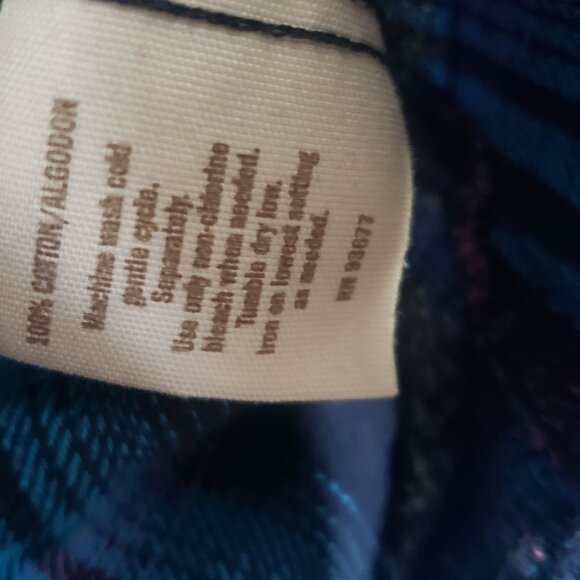 100% COTTON/ALGODON
Machine wash cold
gentle cycle.
Separately.
Use only non-chlorine
bleach when needed.
Tumble dry low.
Iron on lowest setting
as needed.
RN 93677